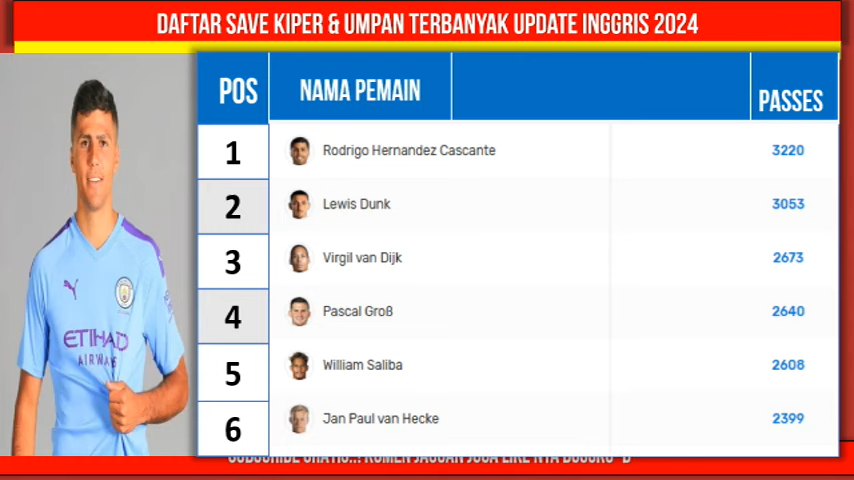 DAFTAR SAVE KIPER & UMPAN TERBANYAK UPDATE INGGRIS 2024
POS NAMA PEMAIN PASSES
1 Rodrigo Hernandez Cascante 3220
2 Lewis Dunk 3053
3 Virgil van Dijk 2673
4 Pascal Groß 2640
5 William Saliba 2608
6 Jan Paul van Hecke 2399
ETIHAD
AIRWAYS